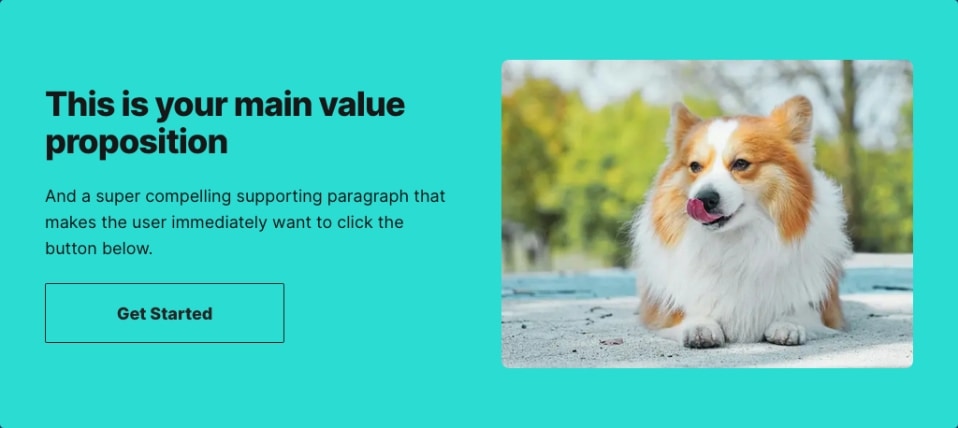 This is your main value
proposition
And a super compelling supporting paragraph that
makes the user immediately want to click the
button below.
Get Started